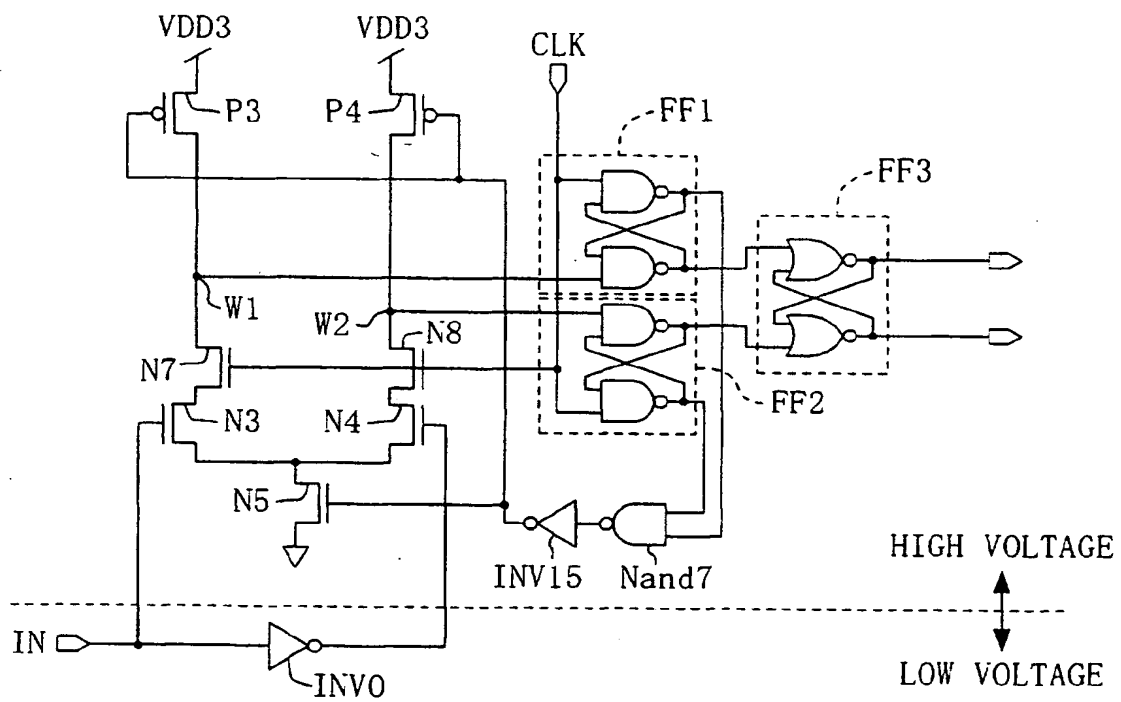 VDD3
VDD3
CLK
P3
P4
FF1
FF3
W1
W2
N8
N7
N3
N4
FF2
N5
INV15
Nand7
HIGH VOLTAGE
IN
INV0
LOW VOLTAGE